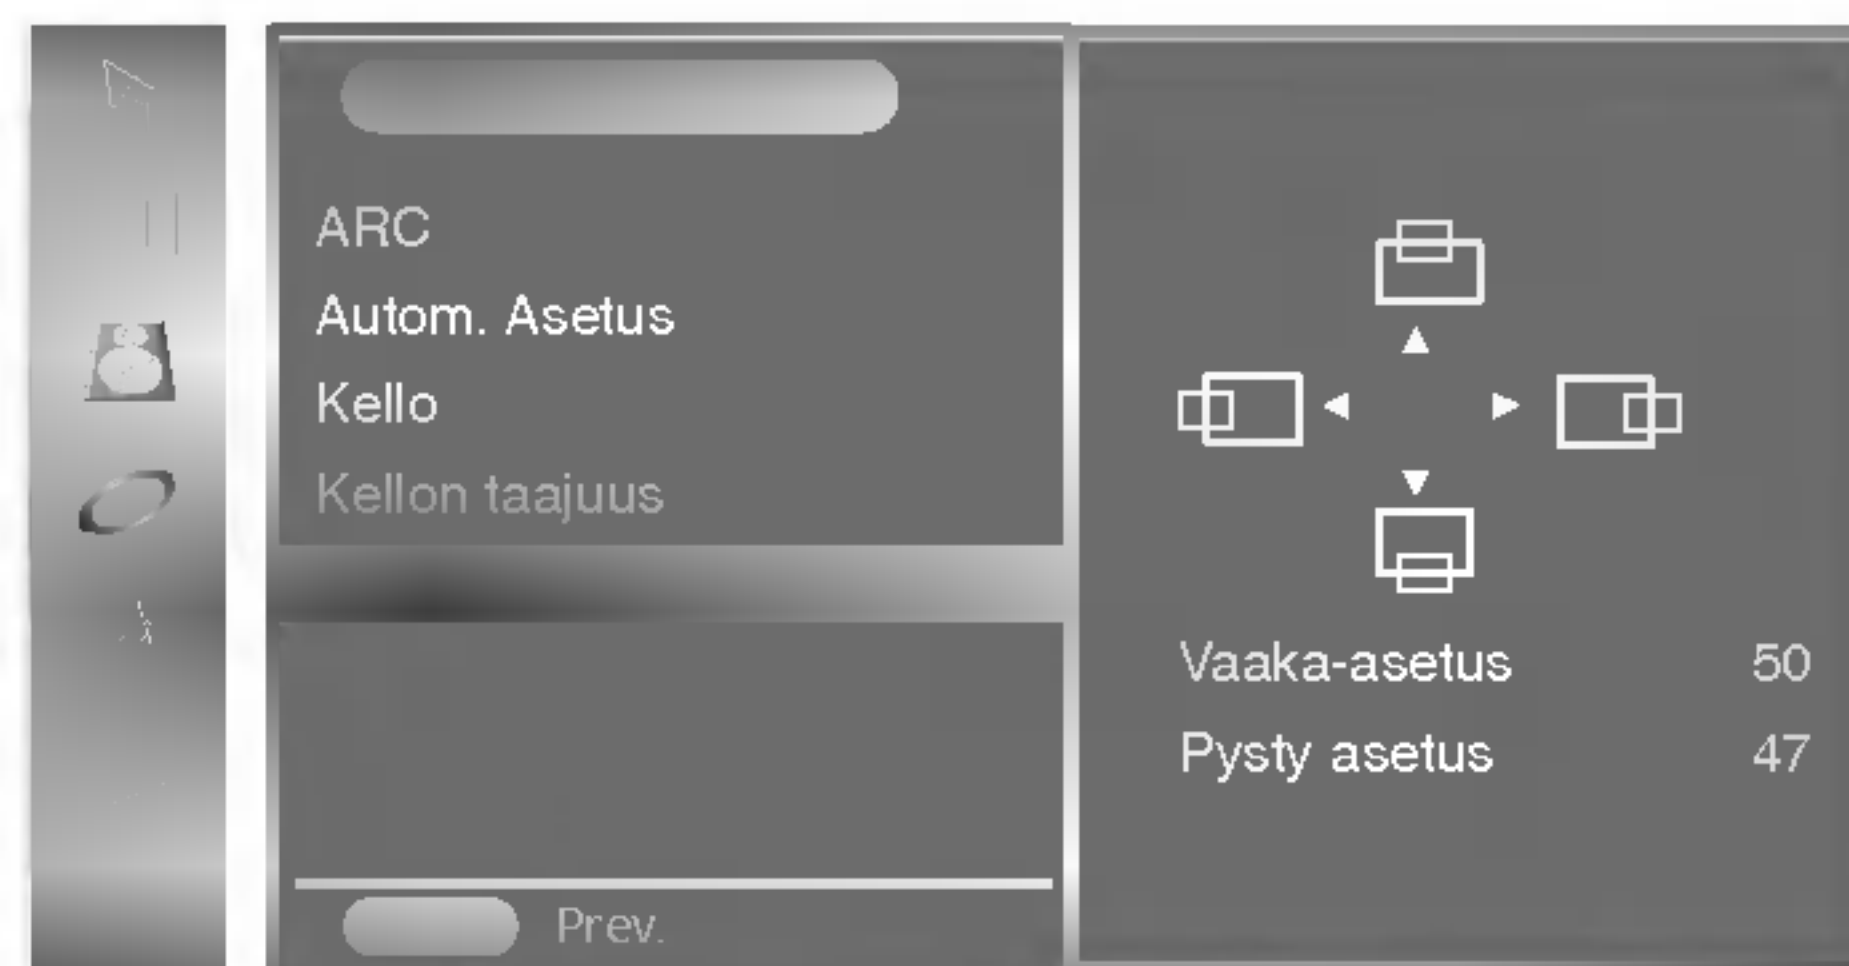 ARC
Autom. Asetus
Kello
Kellon taajuus
Prev.
Vaaka-asetus 50
Pysty asetus 47